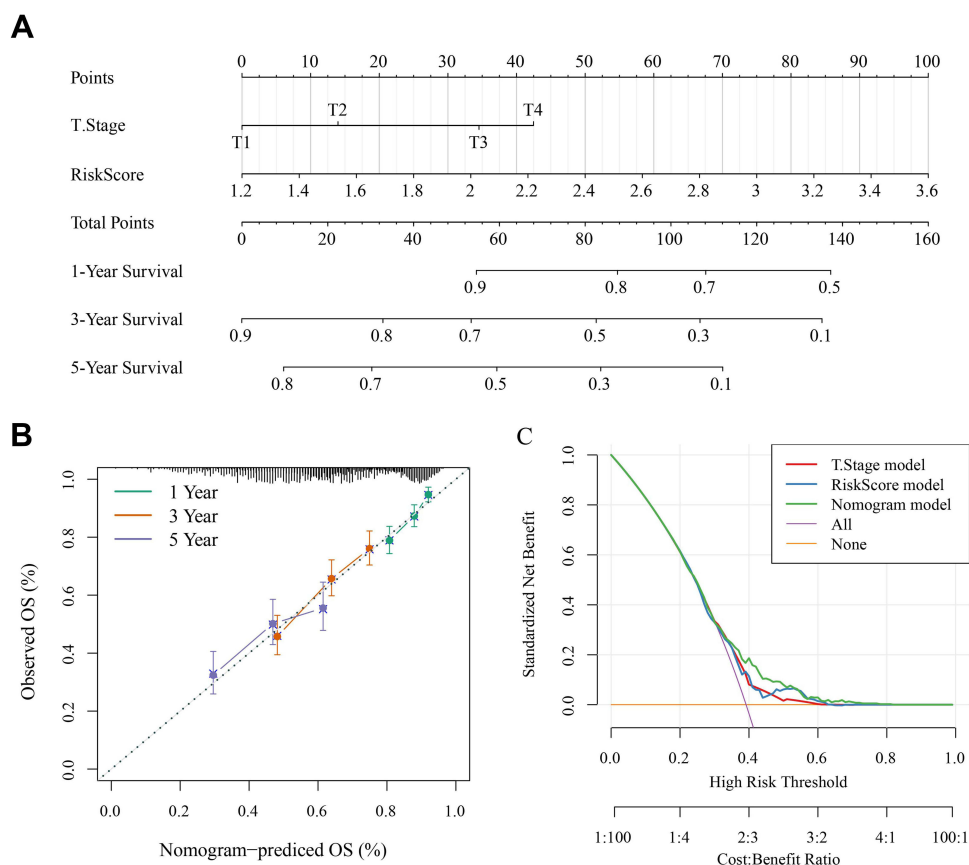 A
Points
0 10 20 30 40 50 60 70 80 90 100
T.Stage
T1 T2 T3 T4
RiskScore
1.2 1.4 1.6 1.8 2 2.2 2.4 2.6 2.8 3 3.2 3.4 3.6
Total Points
0 20 40 60 80 100 120 140 160
1-Year Survival
0.9 0.8 0.7 0.5
3-Year Survival
0.9 0.8 0.7 0.5 0.3 0.1
5-Year Survival
0.8 0.7 0.5 0.3 0.1
B
1 Year
3 Year
5 Year
Observed OS (%)
1.0
0.8
0.6
0.4
0.2
0.0
0.0 0.2 0.4 0.6 0.8 1.0
Nomogram−prediced OS (%)
C
T.Stage model
RiskScore model
Nomogram model
All
None
Standardized Net Benefit
1.0
0.8
0.6
0.4
0.2
0.0
0.0 0.2 0.4 0.6 0.8 1.0
High Risk Threshold
1:100 1:4 2:3 3:2 4:1 100:1
Cost:Benefit Ratio